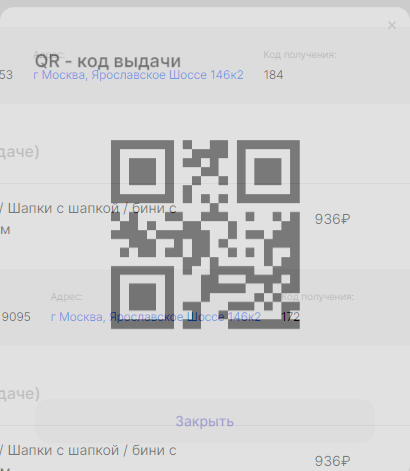 ×
QR - код выдачи
Адрес: Код получения:
53 г Москва, Ярославское Шоссе 146к2 184
даче)
/ Шапки с шапкой / бини с
м
936₽
Адрес: Код получения:
9095 г Москва, Ярославское Шоссе 146к2 172
даче)
Закрыть
/ Шапки с шапкой / бини с
936₽